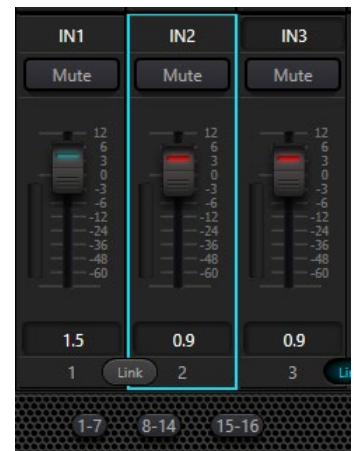 IN1 IN2 IN3
Mute Mute Mute
12 12 12
6 6 6
3 3 3
0 0 0
-3 -3 -3
-6 -6 -6
-12 -12 -12
-24 -24 -24
-36 -36 -36
-48 -48 -48
-60 -60 -60
1.5 0.9 0.9
1 Link 2 3
1-7 8-14 15-16